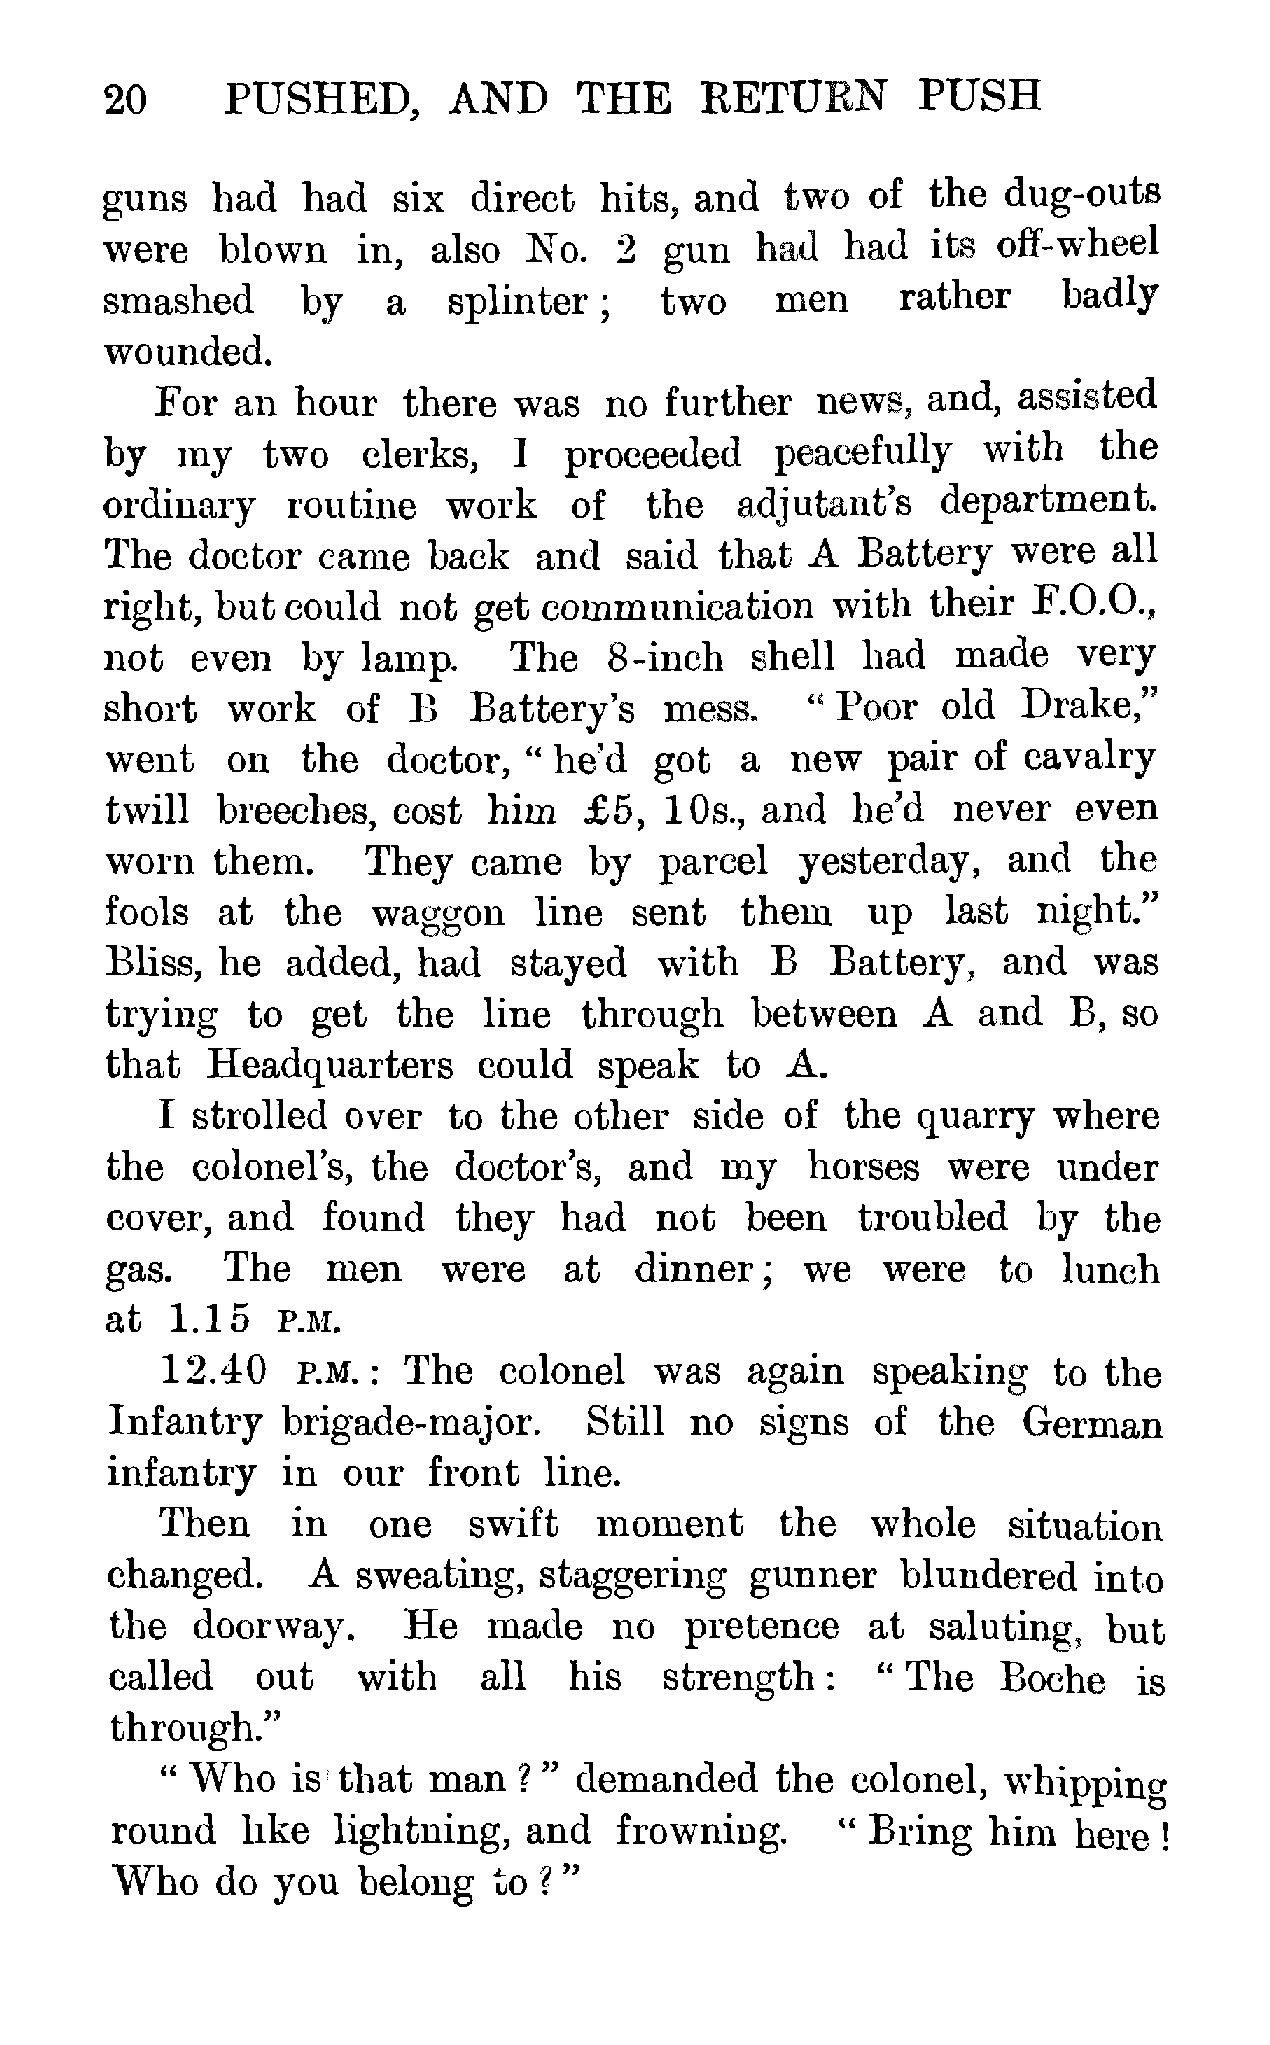 20 PUSHED, AND THE RETURN PUSH
guns had had six direct hits, and two of the dug-outs
were blown in, also No. 2 gun had had its off-wheel
smashed by a splinter; two men rather badly
wounded.
For an hour there was no further news, and, assisted
by my two clerks, I proceeded peacefully with the
ordinary routine work of the adjutant's department.
The doctor came back and said that A Battery were all
right, but could not get communication with their F.O.O.,
not even by lamp. The 8-inch shell had made very
short work of B Battery's mess. "Poor old Drake,"
went on the doctor, "he'd got a new pair of cavalry
twill breeches, cost him £5, 10s., and he'd never even
worn them. They came by parcel yesterday, and the
fools at the waggon line sent them up last night."
Bliss, he added, had stayed with B Battery, and was
trying to get the line through between A and B, so
that Headquarters could speak to A.
I strolled over to the other side of the quarry where
the colonel's, the doctor's, and my horses were under
cover, and found they had not been troubled by the
gas. The men were at dinner; we were to lunch
at 1.15 P.M.
12.40 P.M.: The colonel was again speaking to the
Infantry brigade-major. Still no signs of the German
infantry in our front line.
Then in one swift moment the whole situation
changed. A sweating, staggering gunner blundered into
the doorway. He made no pretence at saluting, but
called out with all his strength: "The Boche is
through."
"Who is that man?" demanded the colonel, whipping
round like lightning, and frowning. "Bring him here!
Who do you belong to?"